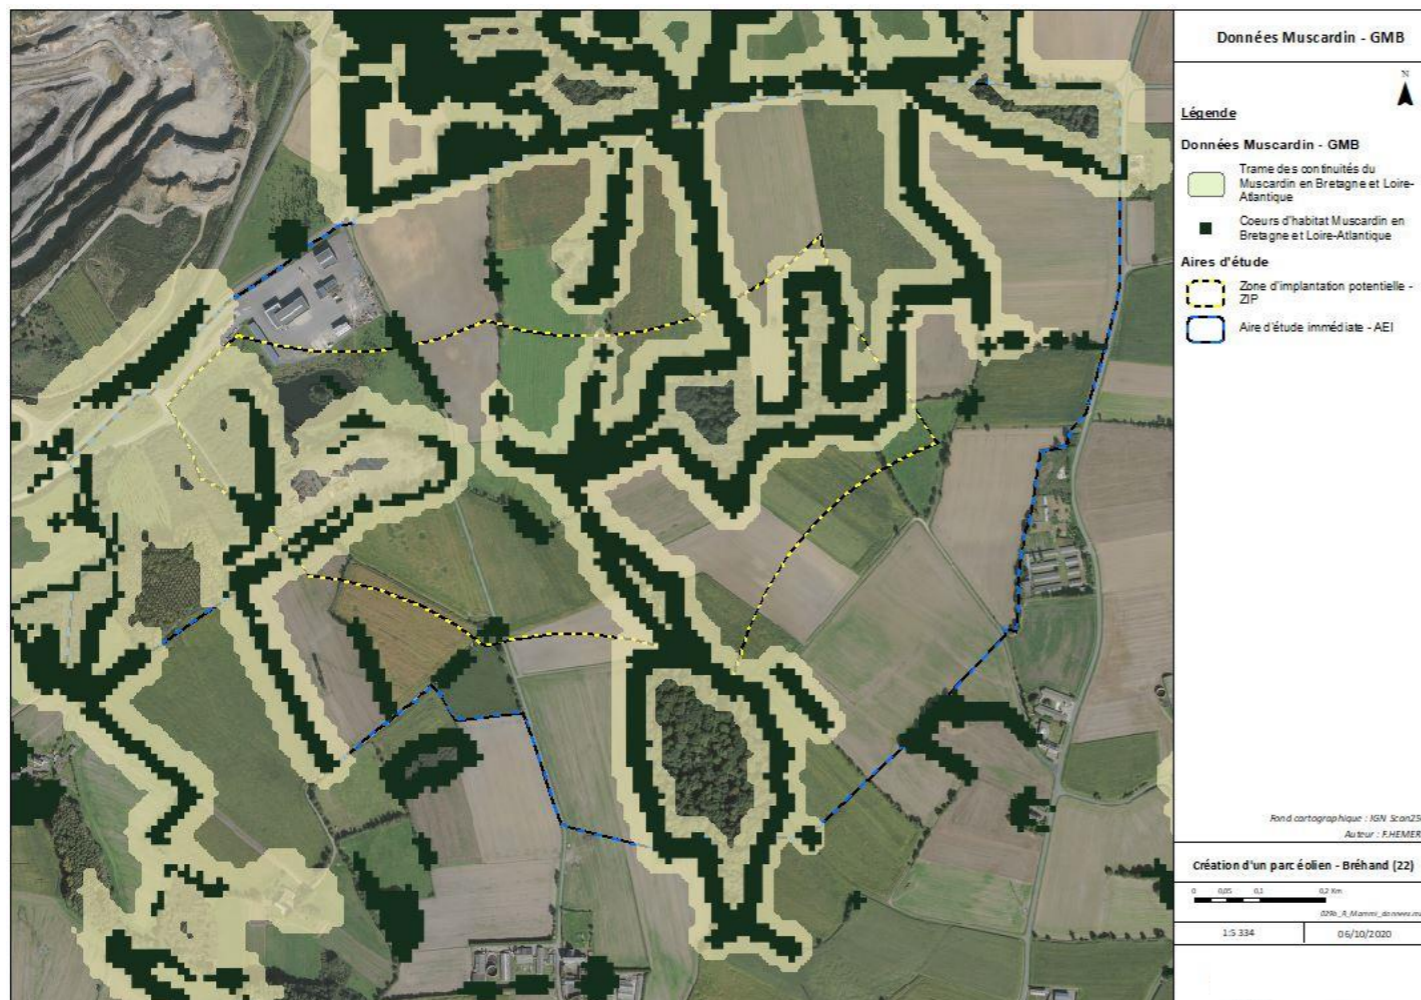 Données Muscardin - GMB
N
Légende
Données Muscardin - GMB
Trame des continuités du
Muscardin en Bretagne et Loire-
Atlantique
Coeurs d'habitat Muscardin en
Bretagne et Loire-Atlantique
Aires d'étude
Zone d'implantation potentielle -
ZIP
Aire d'étude immédiate - AEI
Fond cartographique : IGN Scan25
Auteur : F.HEMER
Création d'un parc éolien - Bréhand (22)
0 0,05 0,1 0,2 Km
1:5 334
06/10/2020